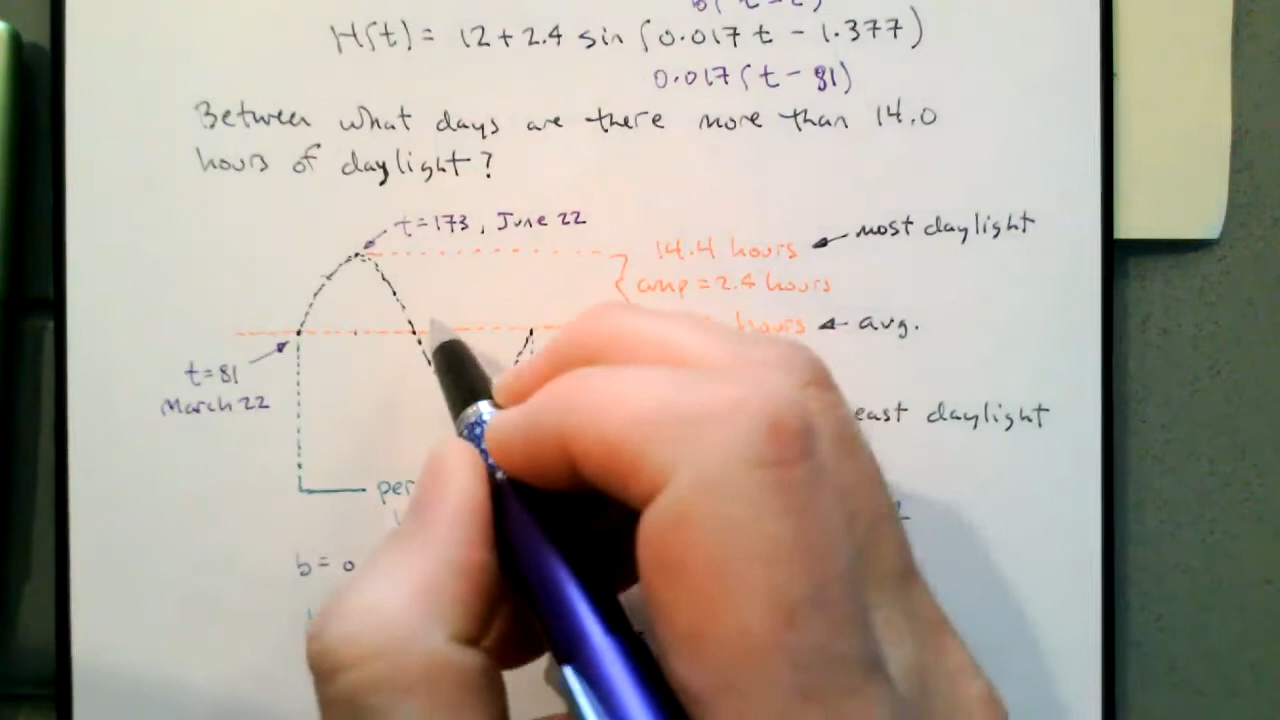 H(t) = 12 + 2.4 sin (0.017 t - 1.377)
0.017 (t - 81)
Between what days are there more than 14.0
hours of daylight?
t=173, June 22
most daylight
14.4 hours
amp = 2.4 hours
hours
avg.
t=81
March 22
daylight
b = 0